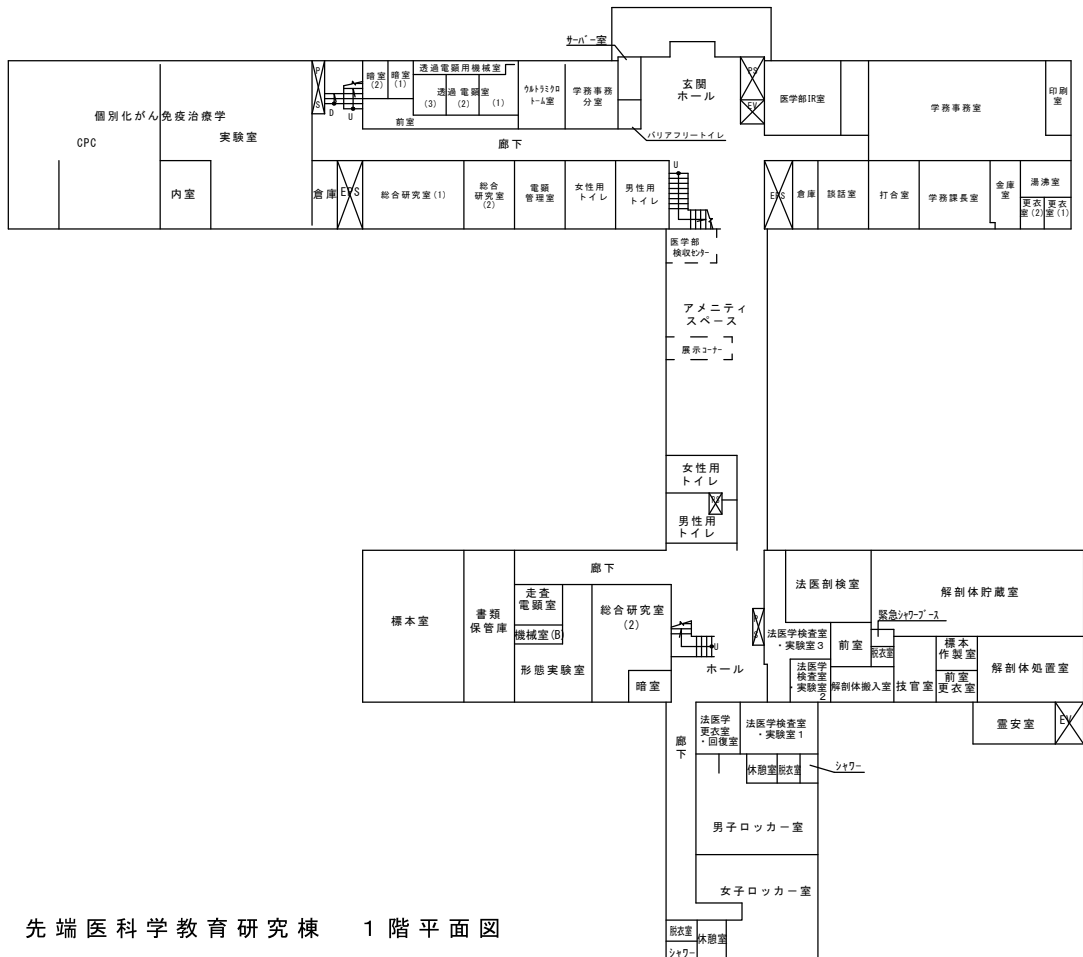 サーバー室
P
S
D
U
暗室
(2)
暗室
(1)
透過電顕用機械室
透過電顕室
(3)
(2)
(1)
前室
ウルトラミクロ
トーム室
学務事務
分室
玄関
ホール
PS
EV
バリアフリートイレ
医学部IR室
学務事務室
印刷
室
個別化がん免疫治療学
CPC
実験室
内室
廊下
倉庫
EPS
総合研究室(1)
総合
研究室
(2)
電顕
管理室
女性用
トイレ
男性用
トイレ
U
EPS
倉庫
談話室
打合室
学務課長室
金庫
室
湯沸室
更衣
室(2)
更衣
室(1)
医学部
検収センター
アメニティ
スペース
展示コーナー
女性用
トイレ
PS
男性用
トイレ
廊下
標本室
書類
保管庫
走査
電顕室
機械室(B)
形態実験室
総合研究室
(2)
暗室
U
ホール
P
S
法医剖検室
解剖体貯蔵室
緊急シャワーブース
法医学検査室
・実験室3
前室
脱衣室
標本
作製室
解剖体処置室
法医学
検査室
・実験室
2
解剖体搬入室
技官室
前室
更衣室
霊安室
EV
廊下
法医学
更衣室
・回復室
法医学検査室
・実験室1
休憩室
脱衣室
シャワー
男子ロッカー室
女子ロッカー室
脱衣室
シャワー
休憩室
先端医科学教育研究棟　1階平面図